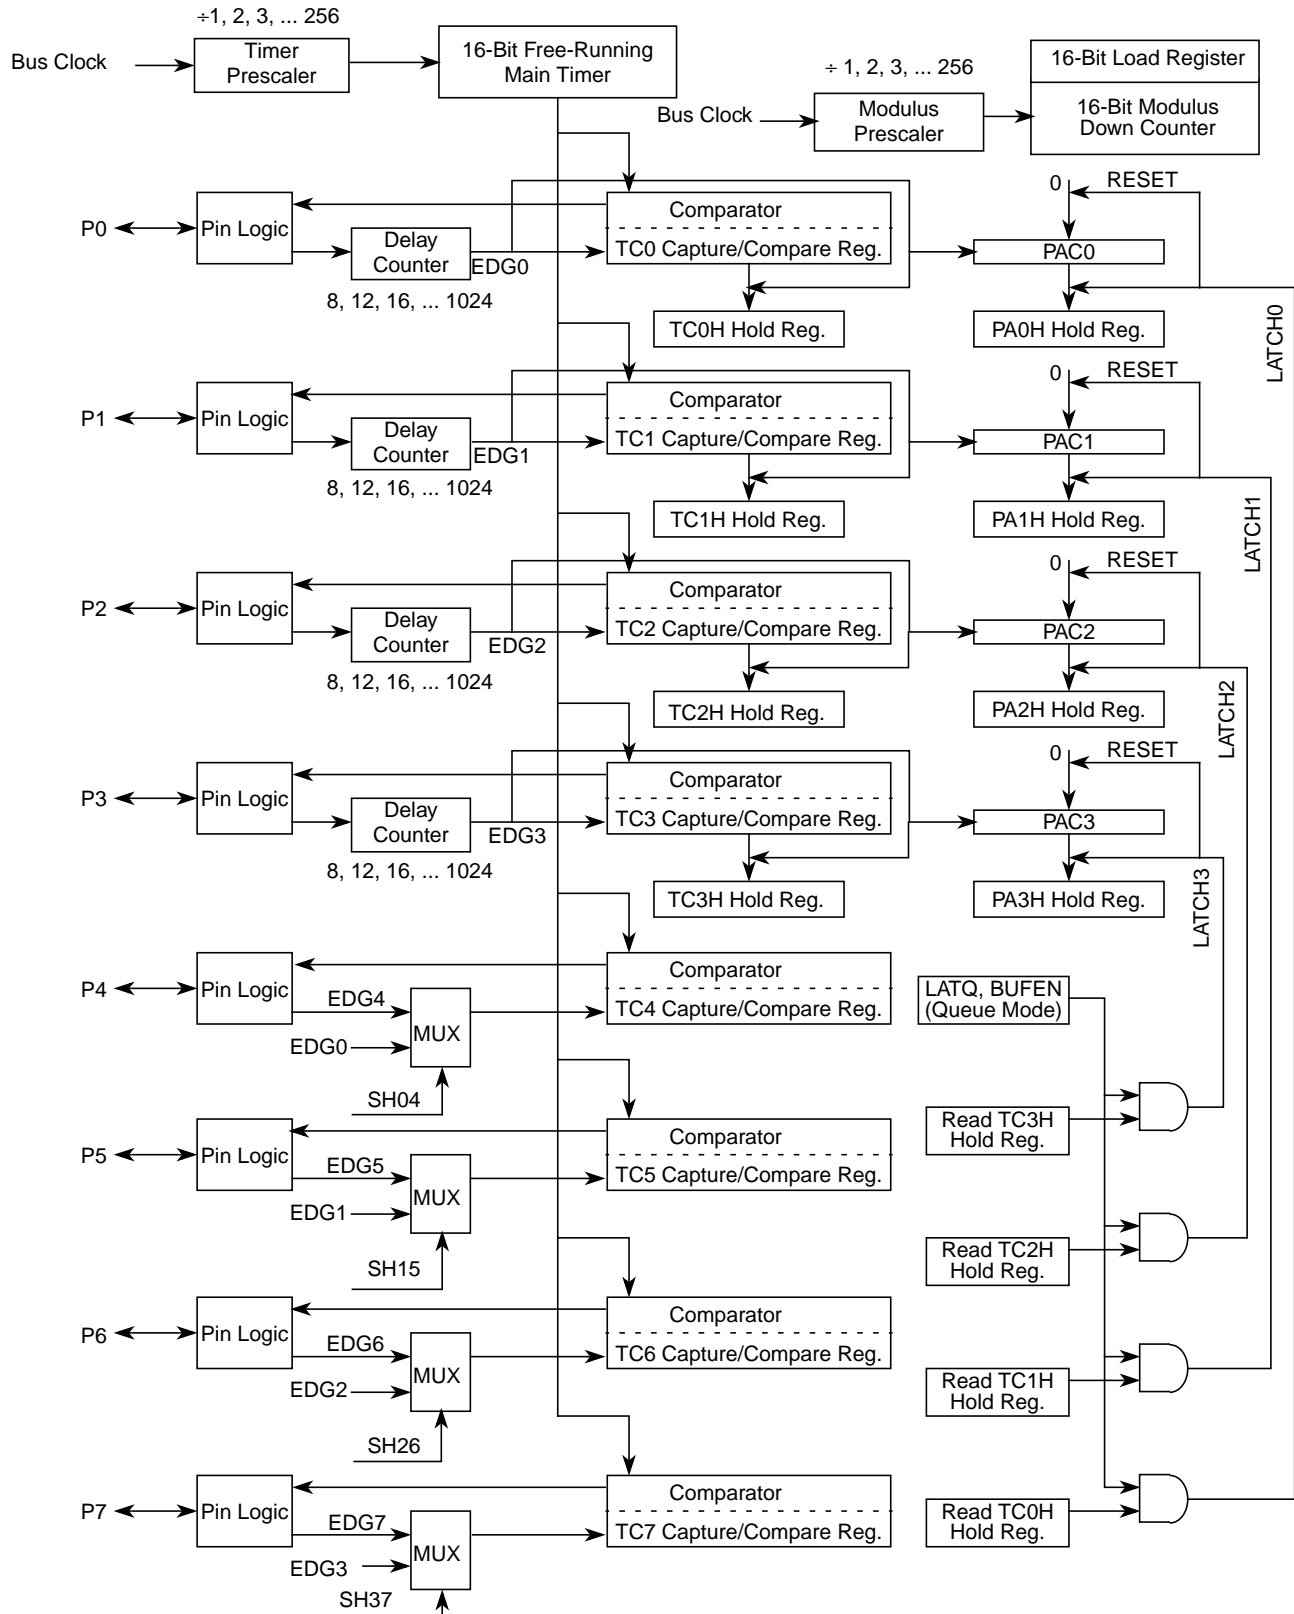 ÷1, 2, 3, ... 256
Bus Clock
Timer
Prescaler
16-Bit Free-Running
Main Timer
÷ 1, 2, 3, ... 256
Bus Clock
Modulus
Prescaler
16-Bit Load Register
16-Bit Modulus
Down Counter
P0
Pin Logic
Delay
Counter
8, 12, 16, ... 1024
EDG0
Comparator
TC0 Capture/Compare Reg.
TC0H Hold Reg.
0
RESET
PAC0
PA0H Hold Reg.
LATCH0
P1
Pin Logic
Delay
Counter
8, 12, 16, ... 1024
EDG1
Comparator
TC1 Capture/Compare Reg.
TC1H Hold Reg.
0
RESET
PAC1
PA1H Hold Reg.
LATCH1
P2
Pin Logic
Delay
Counter
8, 12, 16, ... 1024
EDG2
Comparator
TC2 Capture/Compare Reg.
TC2H Hold Reg.
0
RESET
PAC2
PA2H Hold Reg.
LATCH2
P3
Pin Logic
Delay
Counter
8, 12, 16, ... 1024
EDG3
Comparator
TC3 Capture/Compare Reg.
TC3H Hold Reg.
0
RESET
PAC3
PA3H Hold Reg.
LATCH3
P4
Pin Logic
EDG4
EDG0
MUX
SH04
Comparator
TC4 Capture/Compare Reg.
LATQ, BUFEN
(Queue Mode)
P5
Pin Logic
EDG5
EDG1
MUX
SH15
Comparator
TC5 Capture/Compare Reg.
Read TC3H
Hold Reg.
Read TC2H
Hold Reg.
P6
Pin Logic
EDG6
EDG2
MUX
SH26
Comparator
TC6 Capture/Compare Reg.
Read TC1H
Hold Reg.
P7
Pin Logic
EDG7
EDG3
MUX
SH37
Comparator
TC7 Capture/Compare Reg.
Read TC0H
Hold Reg.